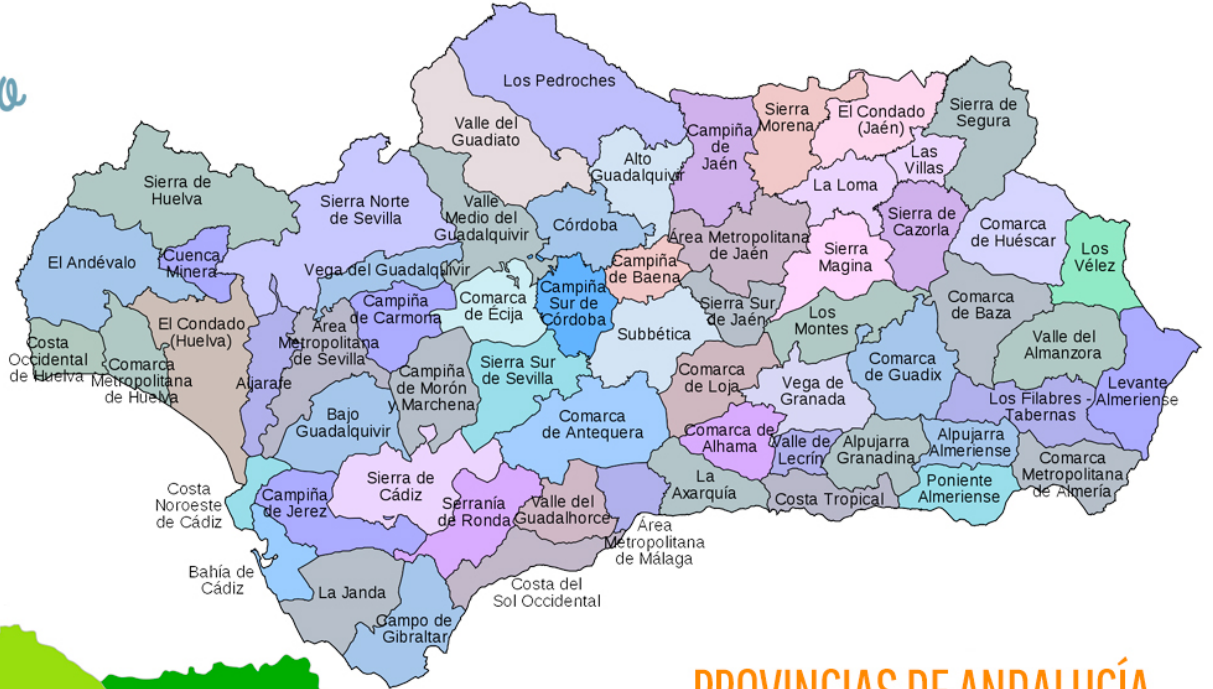 Los Pedroches
Valle del
Guadiato
Campiña
de
Jaén
Sierra
Morena
El Condado
(Jaén)
Sierra de
Segura
Alto
Guadalquivir
Las
Villas
La Loma
Sierra de
Huelva
Sierra Norte
de Sevilla
Valle
Medio del
Guadalquivir
Córdoba
Área Metropolitana
de Jaén
Sierra
Magina
Sierra de
Cazorla
Comarca
de Huéscar
Los
Vélez
El Andévalo
Cuenca
Minera
Vega del Guadalquivir
Campiña
de Baena
Campiña
de Carmona
Comarca
de Écija
Campiña
Sur de
Córdoba
Sierra Sur
de Jaén
Subbética
Los
Montes
Comarca
de Baza
Valle del
Almanzora
El Condado
(Huelva)
Área
Metropolitana
de Sevilla
Costa
Occidental
de Huelva
Comarca
Metropolitana
de Huelva
Aljarafe
Campiña
de Morón
y Marchena
Sierra Sur
de Sevilla
Comarca
de Loja
Vega de
Granada
Comarca
de Guadix
Los Filabres -
Tabernas
Levante
Almeriense
Bajo
Guadalquivir
Comarca
de Antequera
Comarca de
Alhama
Valle de
Lecrín
Alpujarra
Granadina
Alpujarra
Almeriense
Comarca
Metropolitana
de Almería
Costa
Noroeste
de Cádiz
Campiña
de Jerez
Sierra de
Cádiz
Serranía
de Ronda
Valle del
Guadalhorce
La
Axarquía
Costa Tropical
Poniente
Almeriense
Área
Metropolitana
de Málaga
Bahía de
Cádiz
La Janda
Costa del
Sol Occidental
Campo de
Gibraltar
PROVINCIAS DE ANDALUCÍA